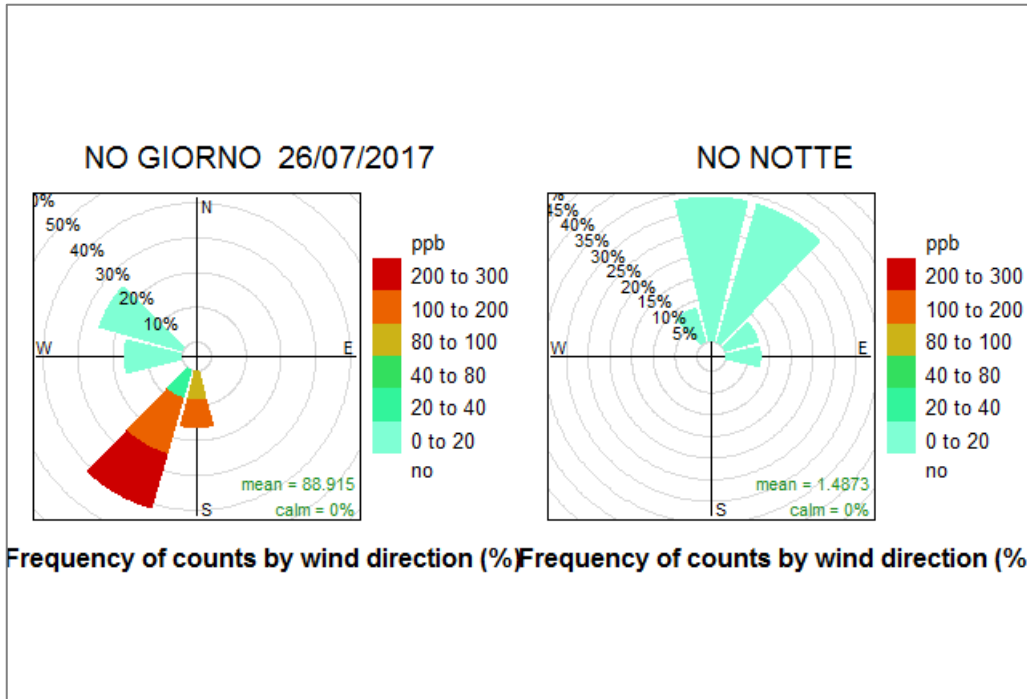 NO GIORNO 26/07/2017
NO NOTTE
0%
50%
40%
30%
20%
10%
N
W
E
S
mean = 88.915
calm = 0%
ppb
200 to 300
100 to 200
80 to 100
40 to 80
20 to 40
0 to 20
no
%
45%
40%
35%
30%
25%
20%
15%
10%
5%
W
E
S
mean = 1.4873
calm = 0%
ppb
200 to 300
100 to 200
80 to 100
40 to 80
20 to 40
0 to 20
no
Frequency of counts by wind direction (%)
Frequency of counts by wind direction (%